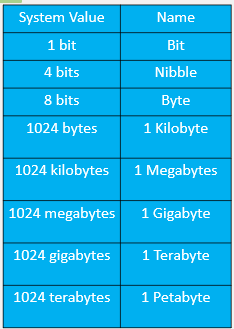 System Value Name
1 bit Bit
4 bits Nibble
8 bits Byte
1024 bytes 1 Kilobyte
1024 kilobytes 1 Megabytes
1024 megabytes 1 Gigabyte
1024 gigabytes 1 Terabyte
1024 terabytes 1 Petabyte